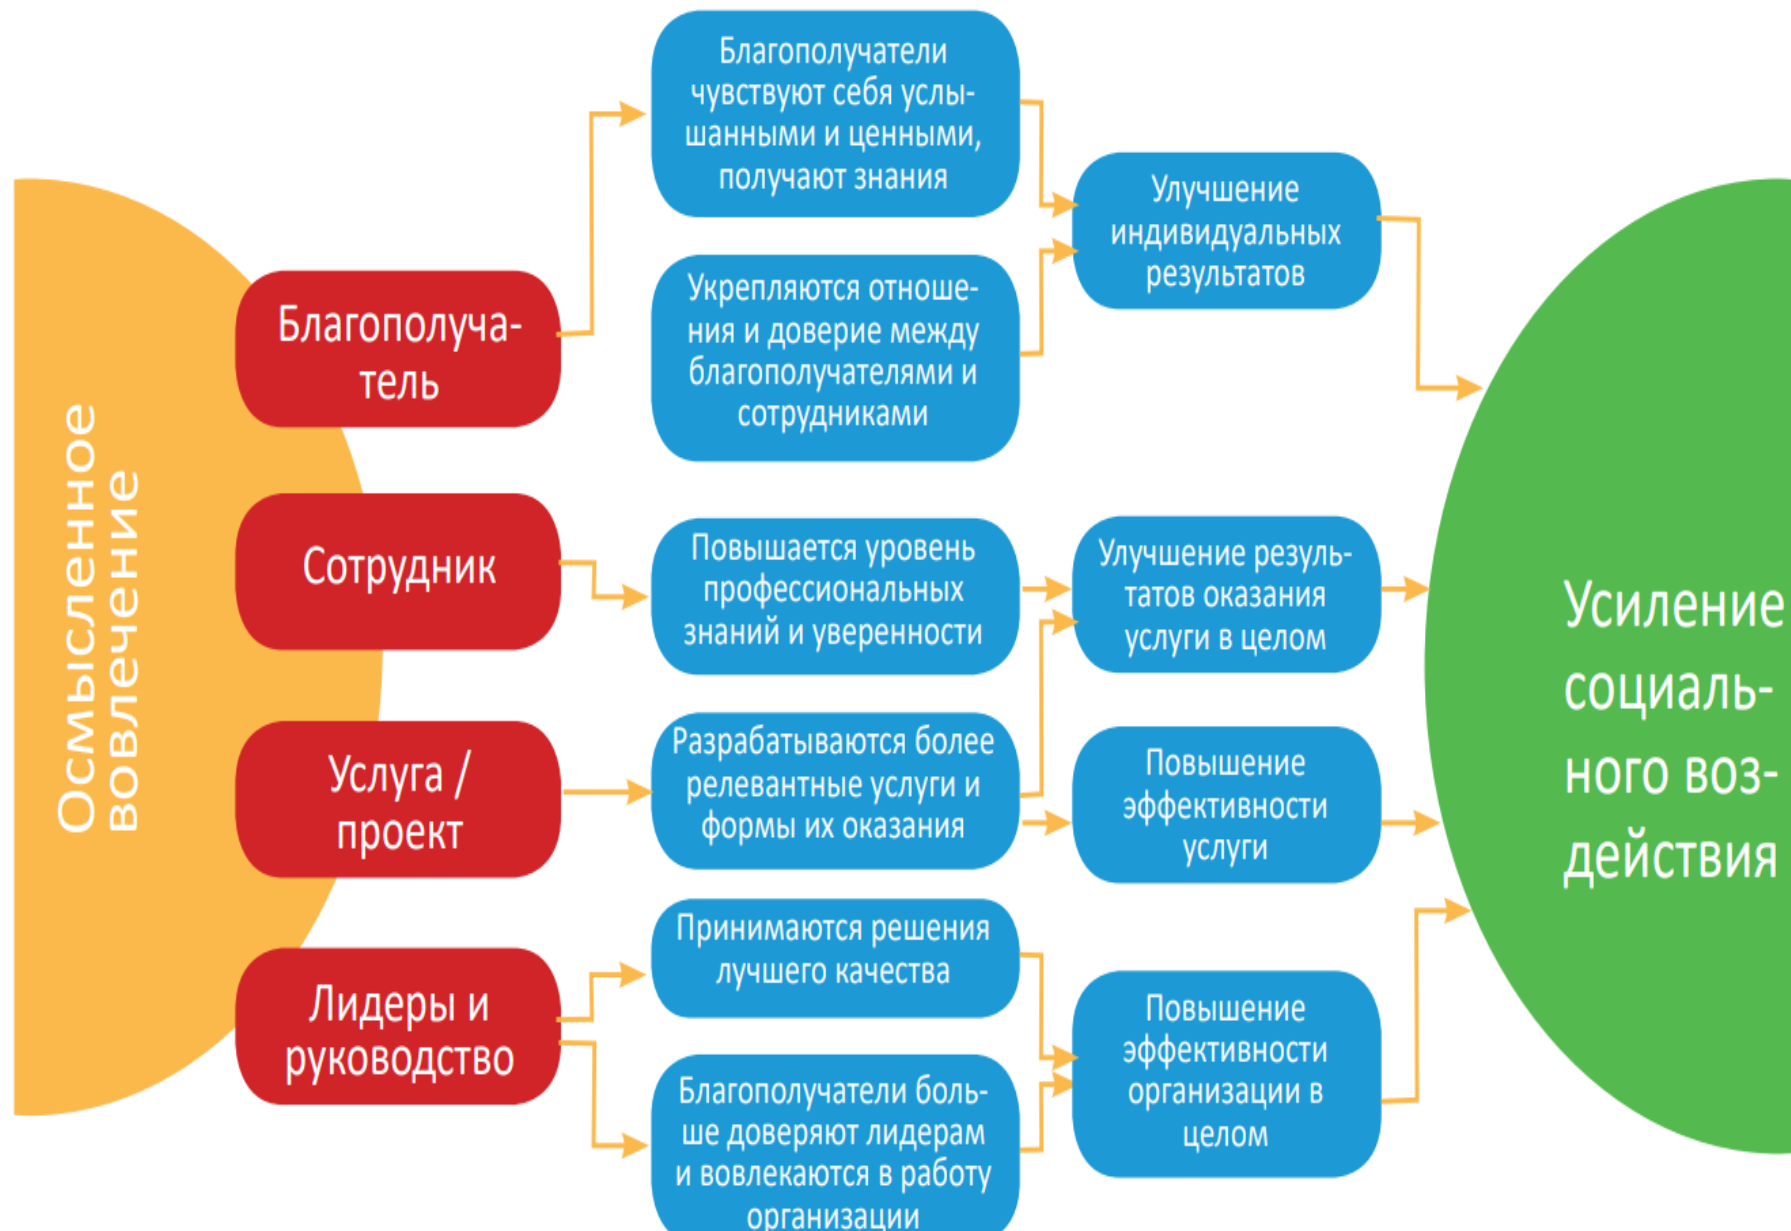 Осмысленное
вовлечение
Благополуча-
тель
Сотрудник
Услуга /
проект
Лидеры и
руководство
Благополучатели
чувствуют себя услы-
шанными и ценными,
получают знания
Укрепляются отноше-
ния и доверие между
благополучателями и
сотрудниками
Повышается уровень
профессиональных
знаний и уверенности
Разрабатываются более
релевантные услуги и
формы их оказания
Принимаются решения
лучшего качества
Благополучатели боль-
ше доверяют лидерам
и вовлекаются в работу
организации
Улучшение
индивидуальных
результатов
Улучшение резуль-
татов оказания
услуги в целом
Повышение
эффективности
услуги
Повышение
эффективности
организации в
целом
Усиление
социаль-
ного воз-
действия